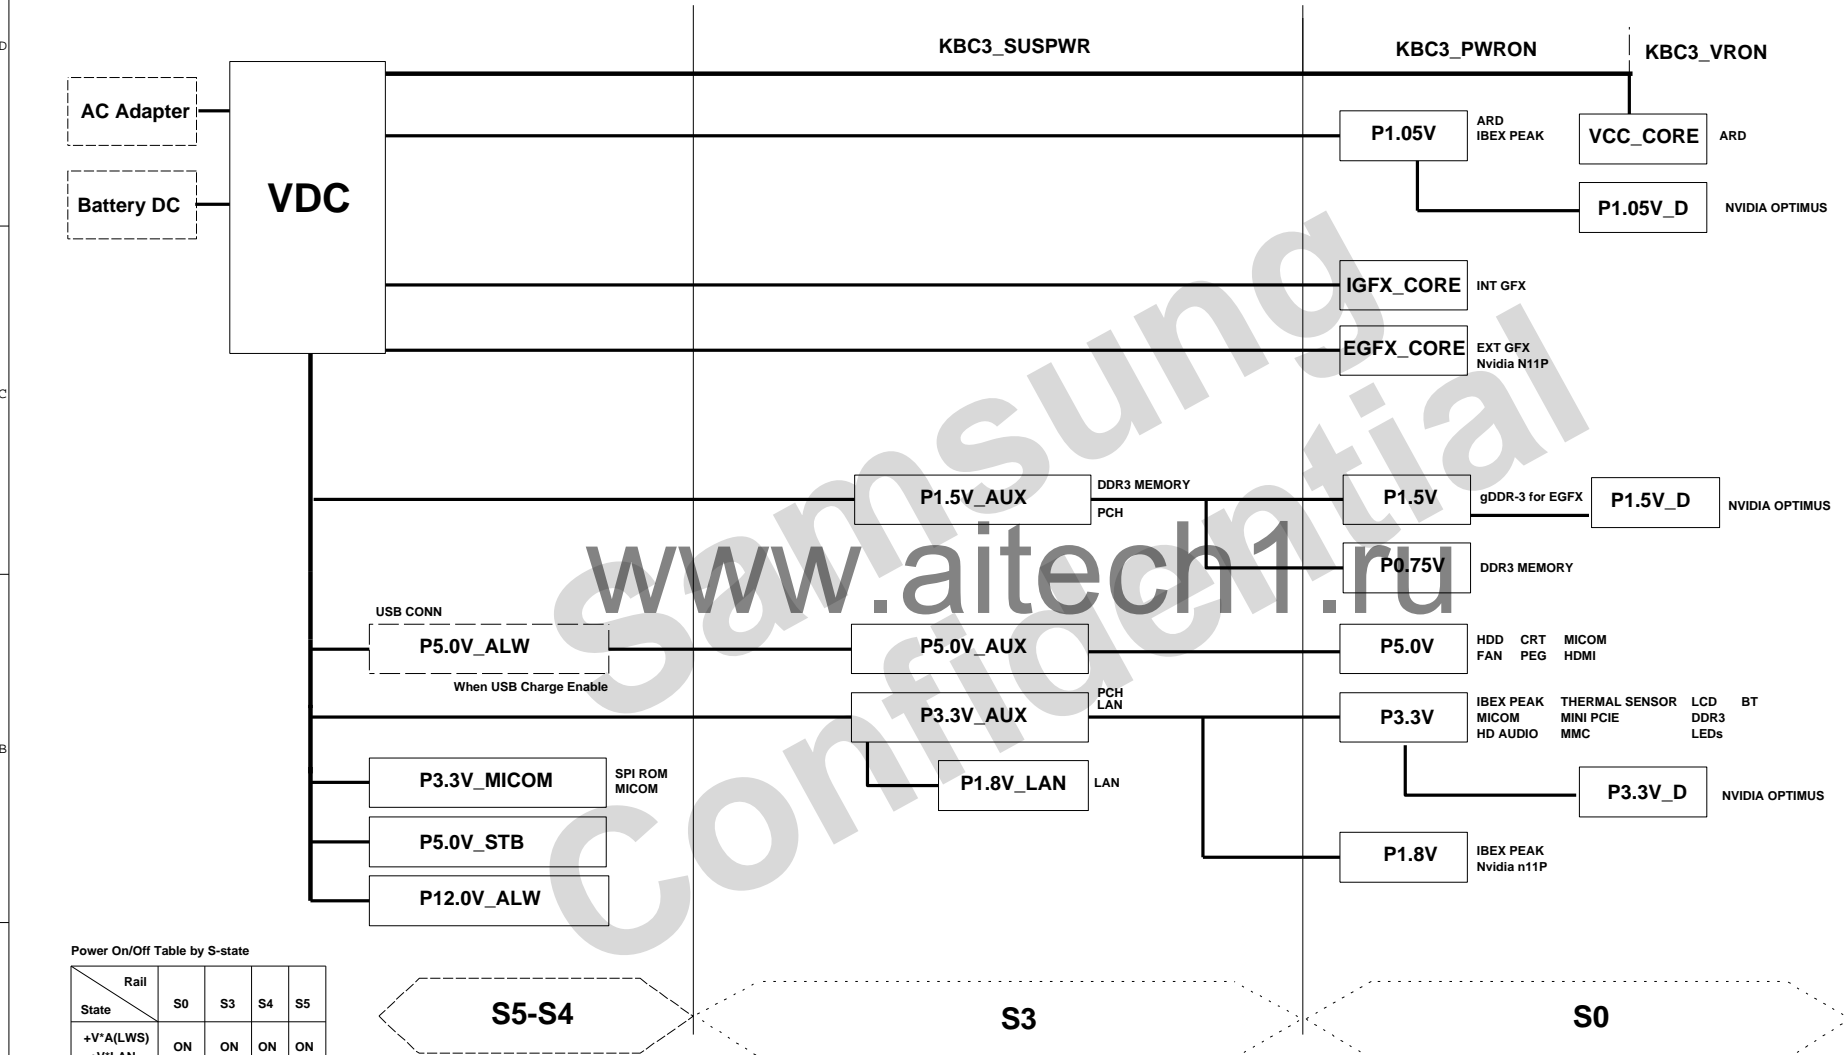 D
KBC3_SUSPWR
KBC3_PWRON
KBC3_VRON
AC Adapter
Battery DC
VDC
P1.05V
ARD
IBEX PEAK
VCC_CORE
ARD
P1.05V_D
NVIDIA OPTIMUS
IGFX_CORE
INT GFX
EGFX_CORE
EXT GFX
Nvidia N11P
C
P1.5V_AUX
DDR3 MEMORY
PCH
P1.5V
gDDR-3 for EGFX
P1.5V_D
NVIDIA OPTIMUS
P0.75V
DDR3 MEMORY
Samsung
Confidential
www.aitech1.ru
USB CONN
P5.0V_ALW
When USB Charge Enable
P5.0V_AUX
P5.0V
HDD CRT MICOM
FAN PEG HDMI
P3.3V_AUX
PCH
LAN
P3.3V
IBEX PEAK THERMAL SENSOR LCD BT
MICOM MINI PCIE DDR3
HD AUDIO MMC LEDs
B
P3.3V_MICOM
SPI ROM
MICOM
P1.8V_LAN
LAN
P3.3V_D
NVIDIA OPTIMUS
P5.0V_STB
P1.8V
IBEX PEAK
Nvidia n11P
P12.0V_ALW
Power On/Off Table by S-state
Rail
State
S0 S3 S4 S5
+V*A(LWS)
ON ON ON ON
S5-S4
S3
S0